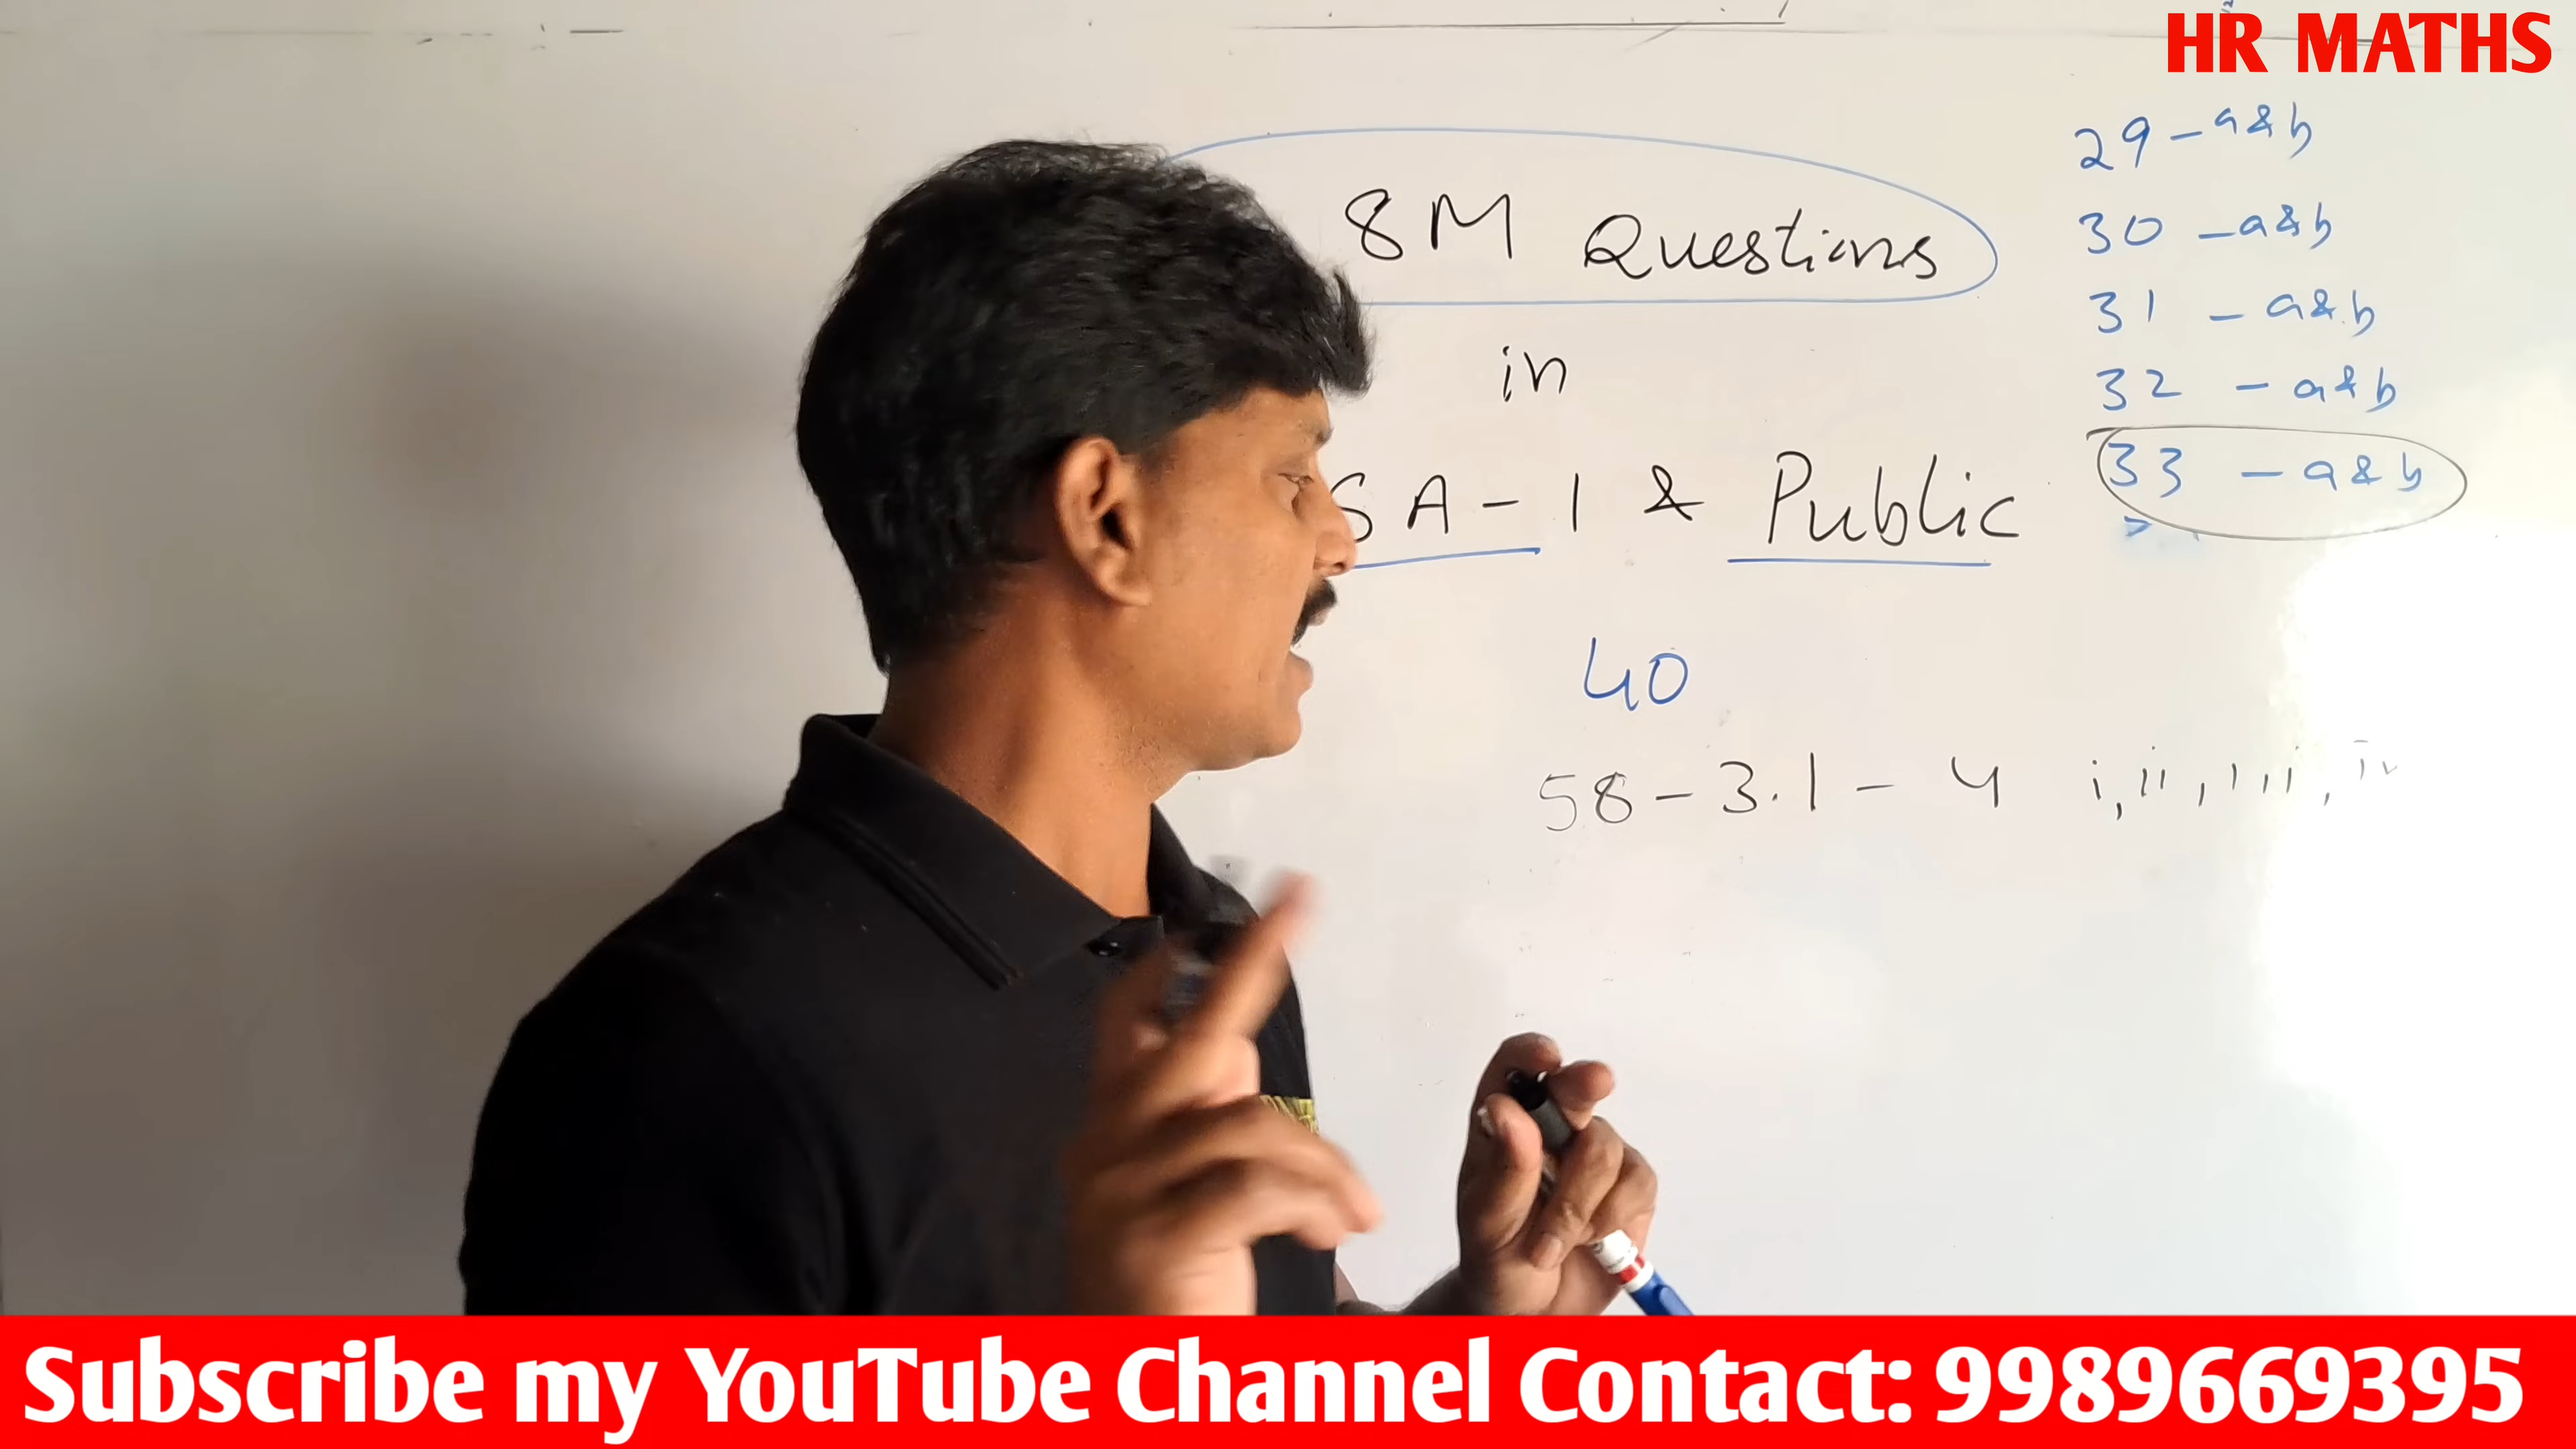 HR MATHS
8M Questions
in
SA-1 & Public
40
58-3.1-4 i, ii, iii, iv
29-a&b
30-a&b
31-a&b
32-a&b
33-a&b
Subscribe my YouTube Channel Contact: 9989669395